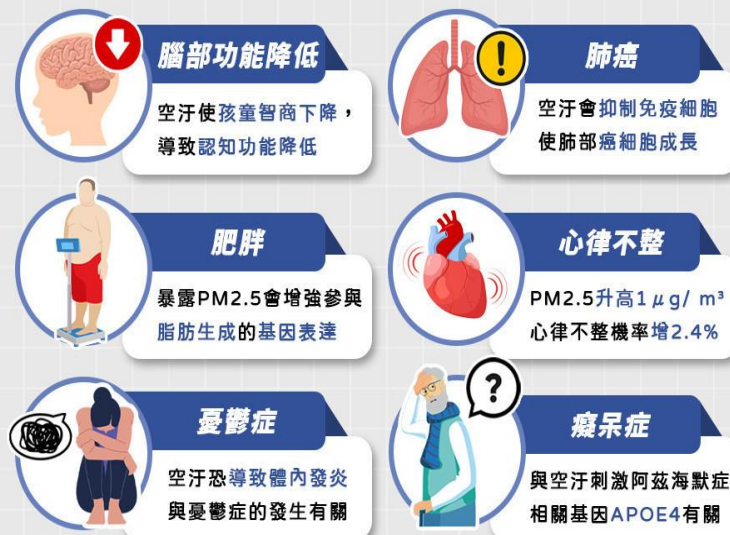 腦部功能降低
空汙使孩童智商下降，
導致認知功能降低
肺癌
空汙會抑制免疫細胞
使肺部癌細胞成長
肥胖
暴露PM2.5會增強參與
脂肪生成的基因表達
心律不整
PM2.5升高1μg/ m³
心律不整機率增2.4%
憂鬱症
空汙恐導致體內發炎
與憂鬱症的發生有關
癡呆症
與空汙刺激阿茲海默症
相關基因APOE4有關